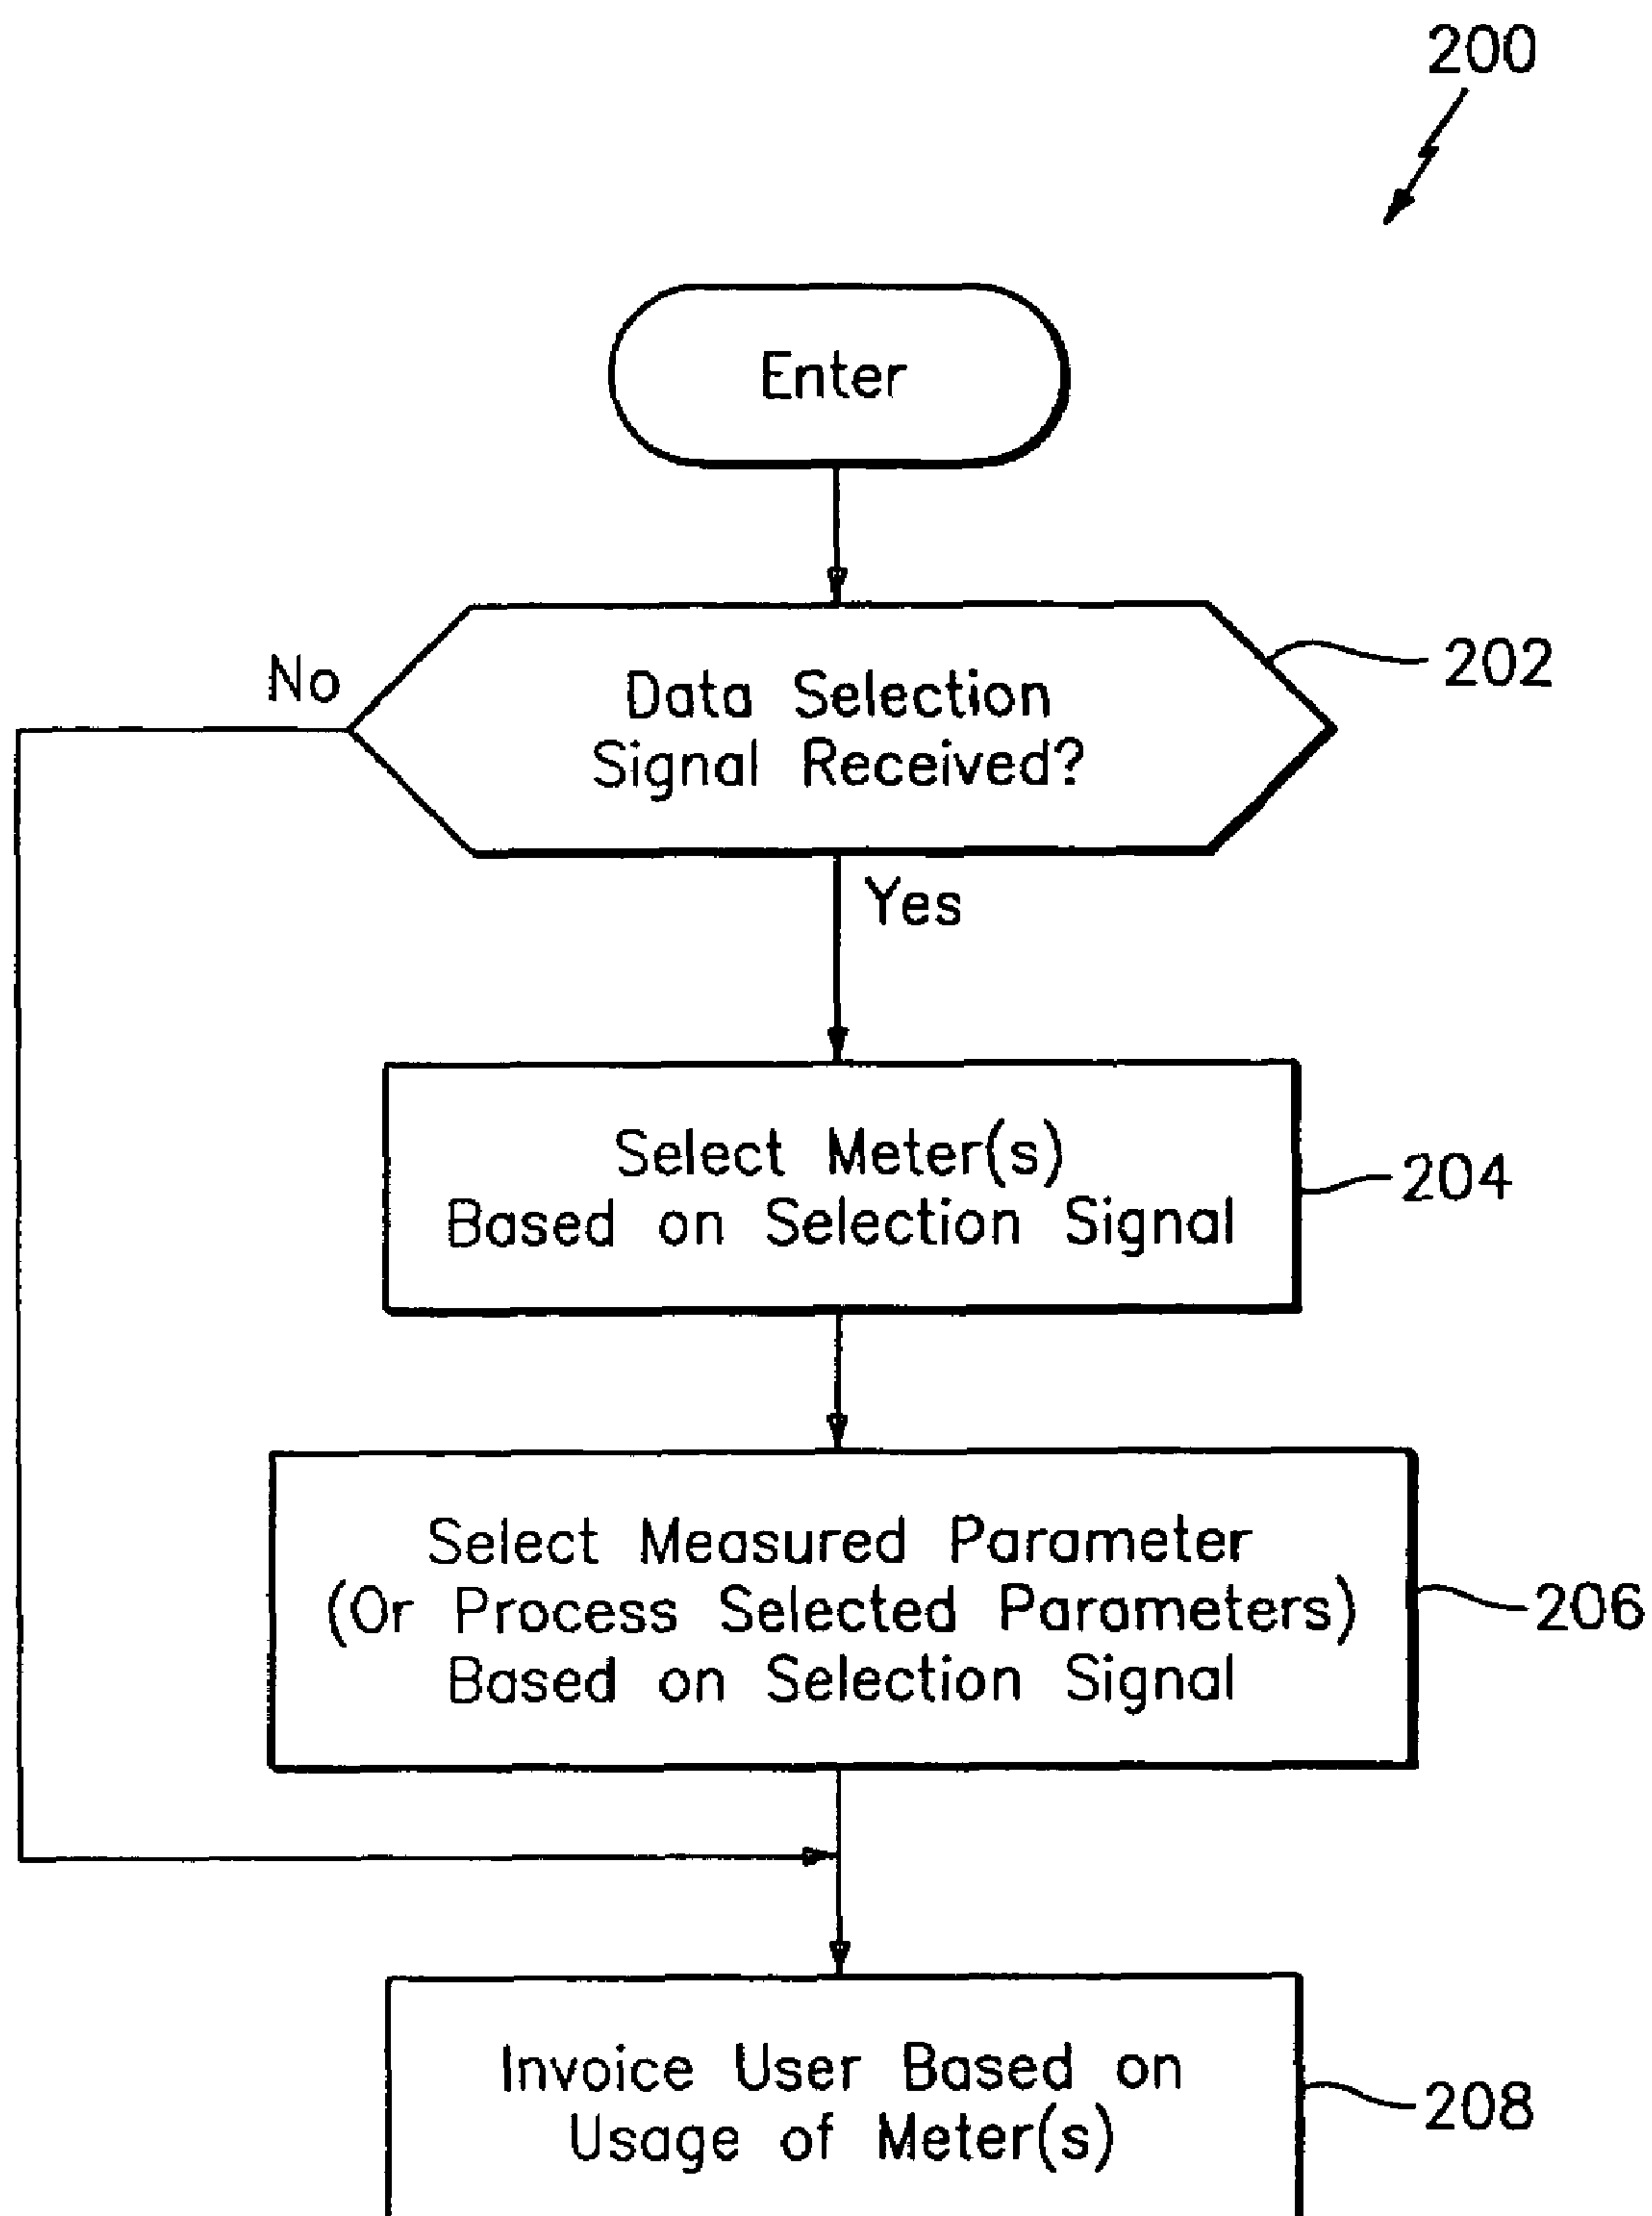 200
Enter
No
Data Selection
Signal Received?
202
Yes
Select Meter(s)
Based on Selection Signal
204
Select Measured Parameter
(Or Process Selected Parameters)
Based on Selection Signal
206
Invoice User Based on
Usage of Meter(s)
208